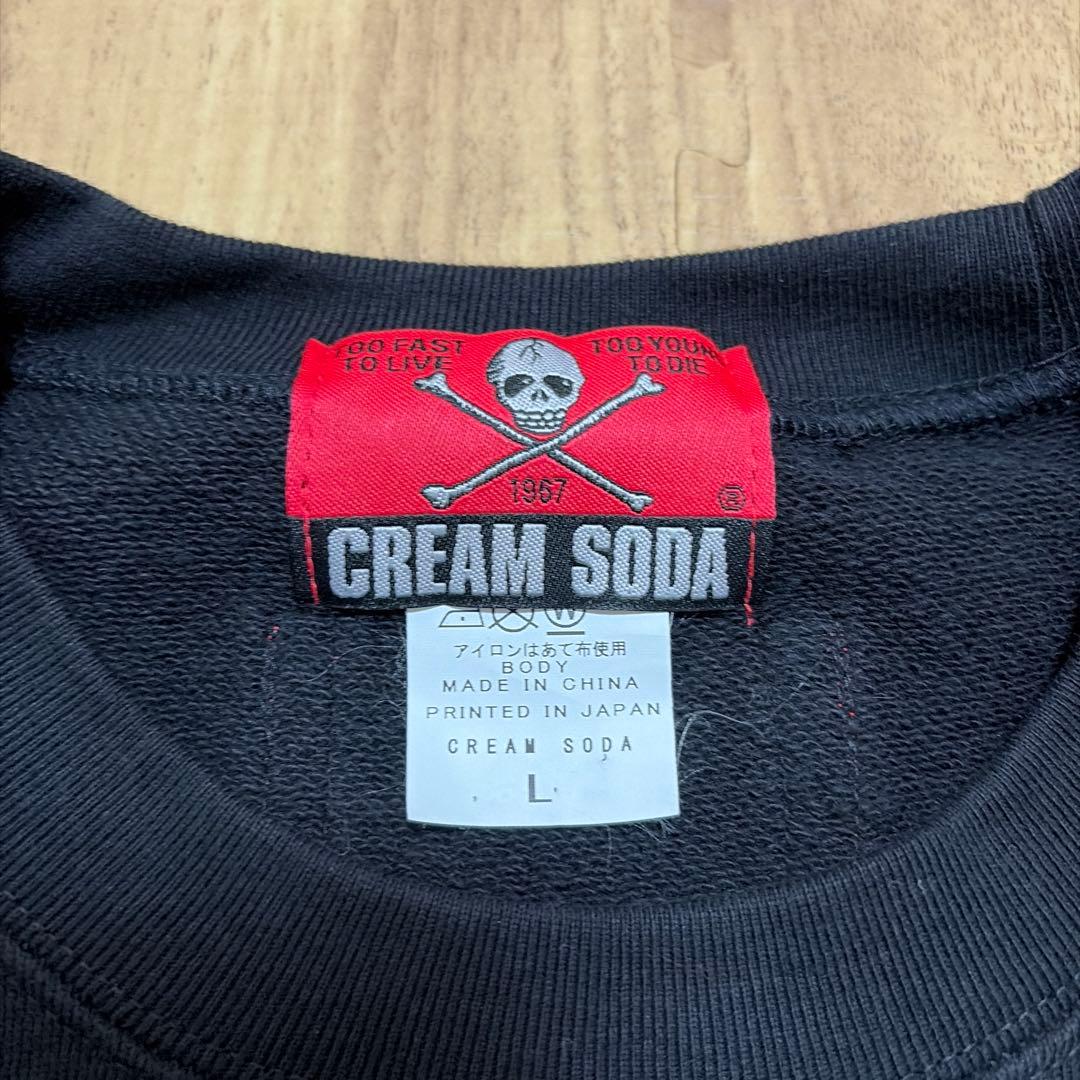 TOO FAST
TO LIVE
TOO YOUNG
TO DIE
1967
®
CREAM SODA
W
アイロンはあて布使用
BODY
MADE IN CHINA
PRINTED IN JAPAN
CREAM SODA
L